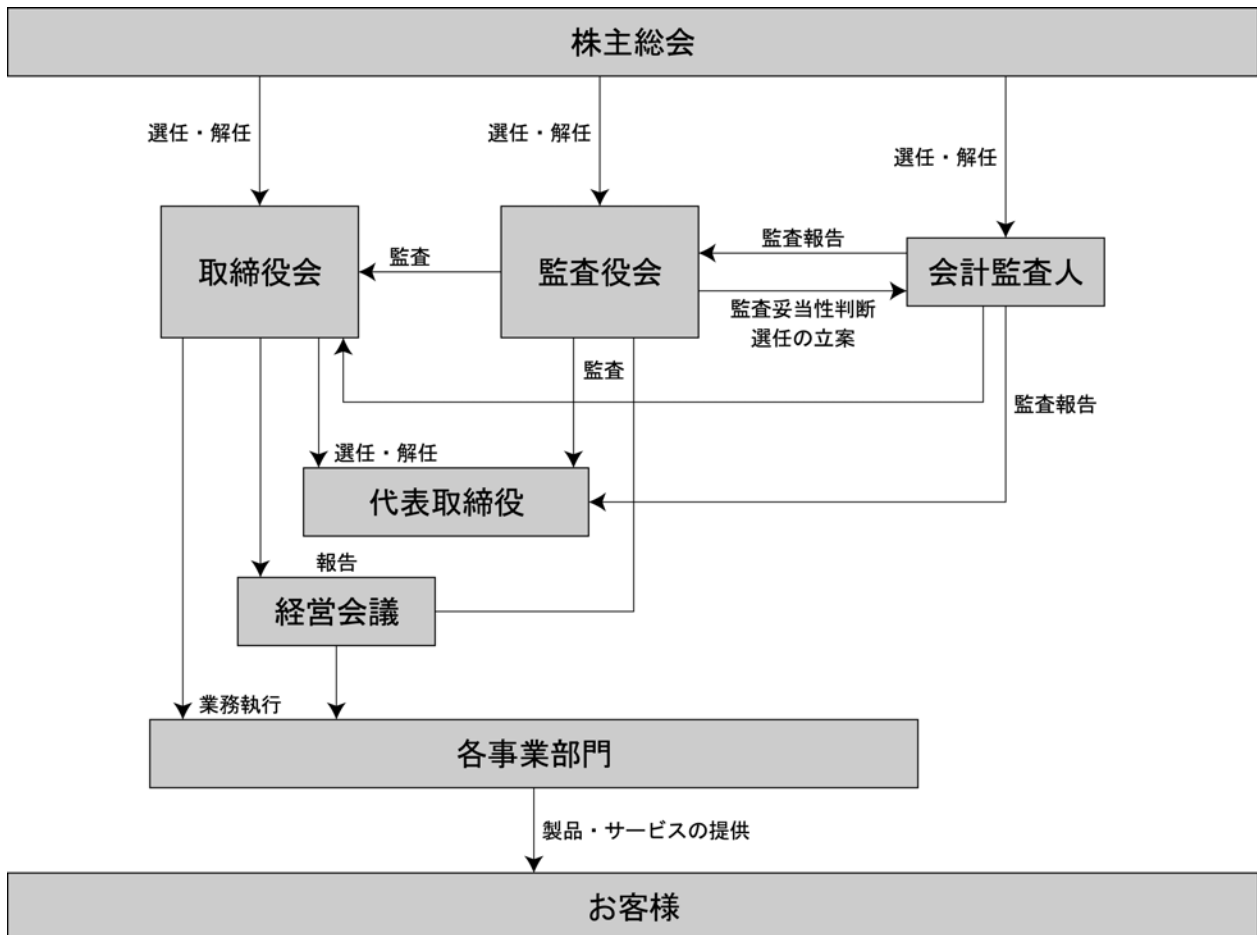 株主総会
選任・解任
選任・解任
選任・解任
取締役会
監査
監査役会
監査報告
会計監査人
監査妥当性判断
選任の立案
監査
監査報告
選任・解任
代表取締役
報告
経営会議
業務執行
各事業部門
製品・サービスの提供
お客様